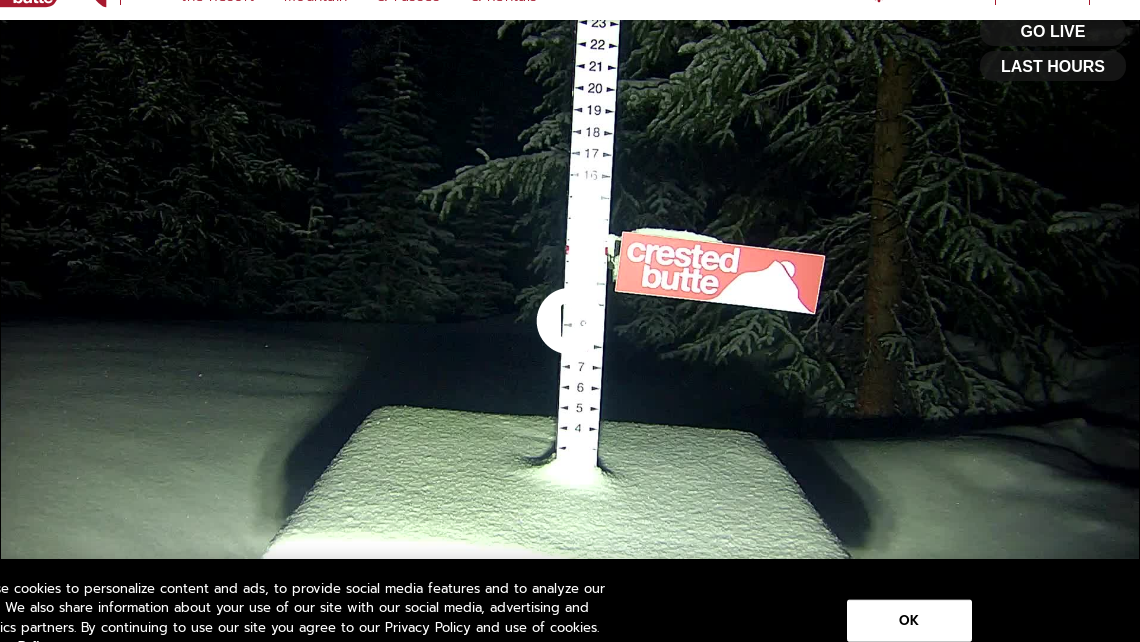 butte
GO LIVE
LAST HOURS
23
22
21
20
19
18
17
16
crested
butte
9
7
6
5
4
se cookies to personalize content and ads, to provide social media features and to analyze our
We also share information about your use of our site with our social media, advertising and
ics partners. By continuing to use our site you agree to our Privacy Policy and use of cookies.
OK